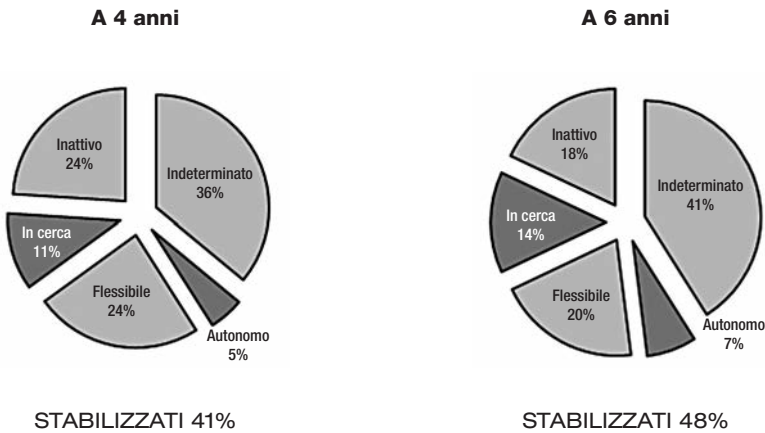 A 4 anni
Inattivo
24%
Indeterminato
36%
In cerca
11%
Flessibile
24%
Autonomo
5%
STABILIZZATI 41%
A 6 anni
Inattivo
18%
Indeterminato
41%
In cerca
14%
Flessibile
20%
Autonomo
7%
STABILIZZATI 48%